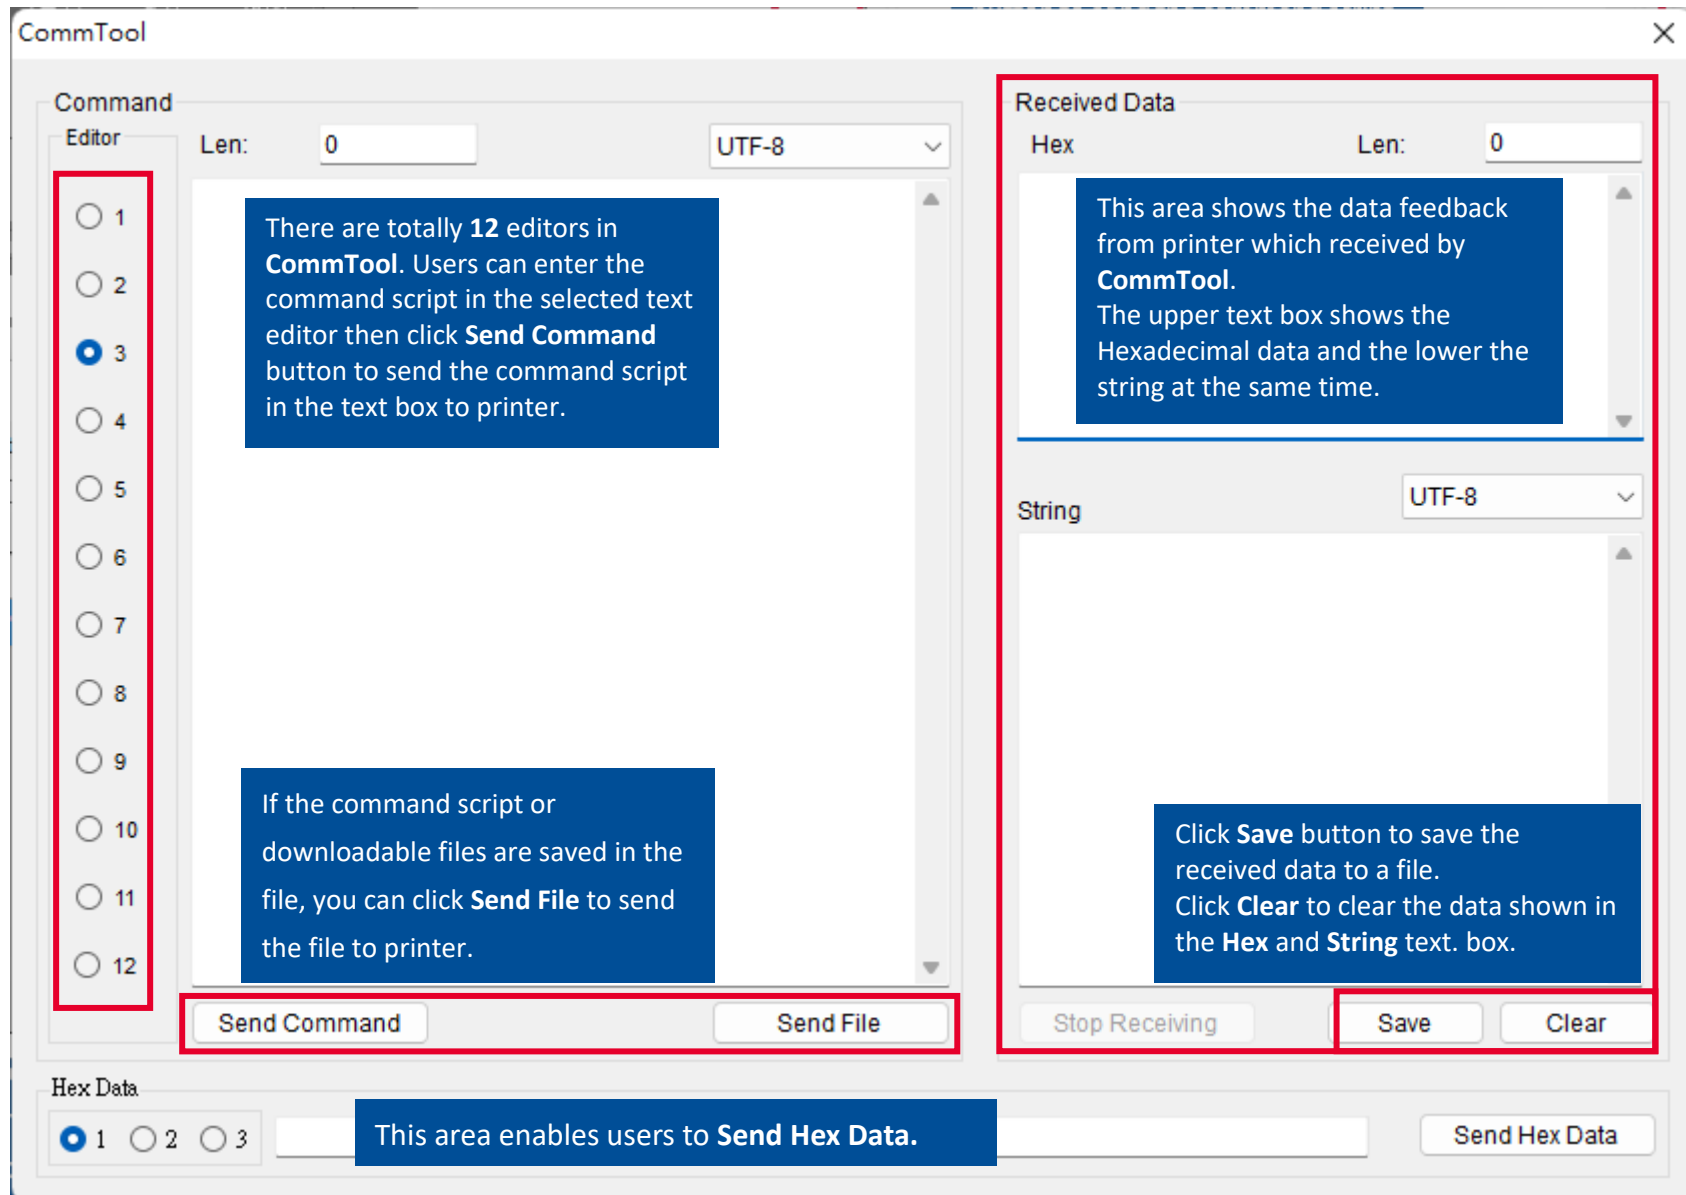 CommTool
Command
Editor
Len:
0
UTF-8
1
2
3
4
5
6
7
8
9
10
11
12
There are totally 12 editors in
CommTool. Users can enter the
command script in the selected text
editor then click Send Command
button to send the command script
in the text box to printer.
If the command script or
downloadable files are saved in the
file, you can click Send File to send
the file to printer.
Send Command
Send File
Received Data
Hex
Len:
0
This area shows the data feedback
from printer which received by
CommTool.
The upper text box shows the
Hexadecimal data and the lower the
string at the same time.
String
UTF-8
Click Save button to save the
received data to a file.
Click Clear to clear the data shown in
the Hex and String text. box.
Stop Receiving
Save
Clear
Hex Data
1 2 3
This area enables users to Send Hex Data.
Send Hex Data